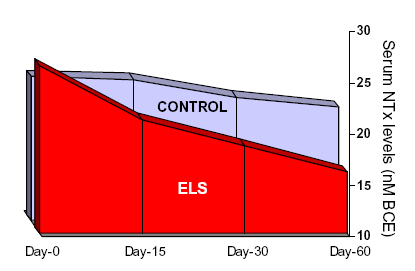 30
25
20
15
10
Serum NTx levels (nM BCE)
CONTROL
ELS
Day-0 Day-15 Day-30 Day-60